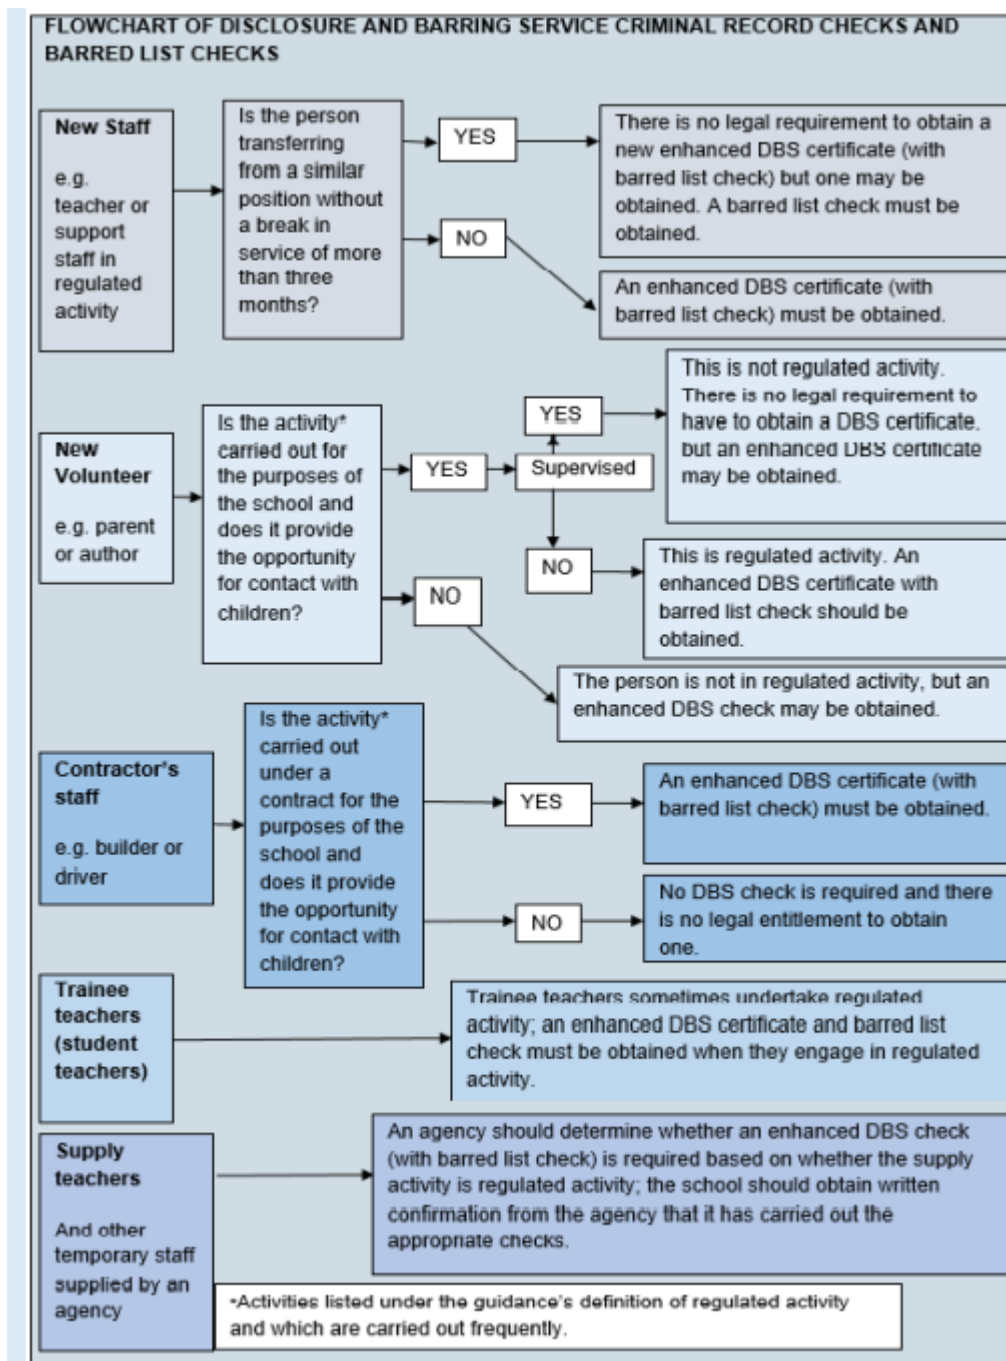 FLOWCHART OF DISCLOSURE AND BARRING SERVICE CRIMINAL RECORD CHECKS AND
BARRED LIST CHECKS
New Staff
e.g.
teacher or
support
staff in
regulated
activity
Is the person
transferring
from a similar
position without
a break in
service of more
than three
months?
YES
There is no legal requirement to obtain a
new enhanced DBS certificate (with
barred list check) but one may be
obtained. A barred list check must be
obtained.
NO
An enhanced DBS certificate (with
barred list check) must be obtained.
New
Volunteer
e.g. parent
or author
Is the activity*
carried out for
the purposes of
the school and
does it provide
the opportunity
for contact with
children?
YES
Supervised
YES
This is not regulated activity.
There is no legal requirement to
have to obtain a DBS certificate,
but an enhanced DBS certificate
may be obtained.
NO
This is regulated activity. An
enhanced DBS certificate with
barred list check should be
obtained.
NO
The person is not in regulated activity, but an
enhanced DBS check may be obtained.
Contractor's
staff
e.g. builder or
driver
Is the activity*
carried out
under a
contract for the
purposes of the
school and
does it provide
the opportunity
for contact with
children?
YES
An enhanced DBS certificate (with
barred list check) must be obtained.
NO
No DBS check is required and there
is no legal entitlement to obtain
one.
Trainee
teachers
(student
teachers)
Trainee teachers sometimes undertake regulated
activity; an enhanced DBS certificate and barred list
check must be obtained when they engage in regulated
activity.
Supply
teachers
And other
temporary staff
supplied by an
agency
An agency should determine whether an enhanced DBS check
(with barred list check) is required based on whether the supply
activity is regulated activity; the school should obtain written
confirmation from the agency that it has carried out the
appropriate checks.
*Activities listed under the guidance's definition of regulated activity
and which are carried out frequently.